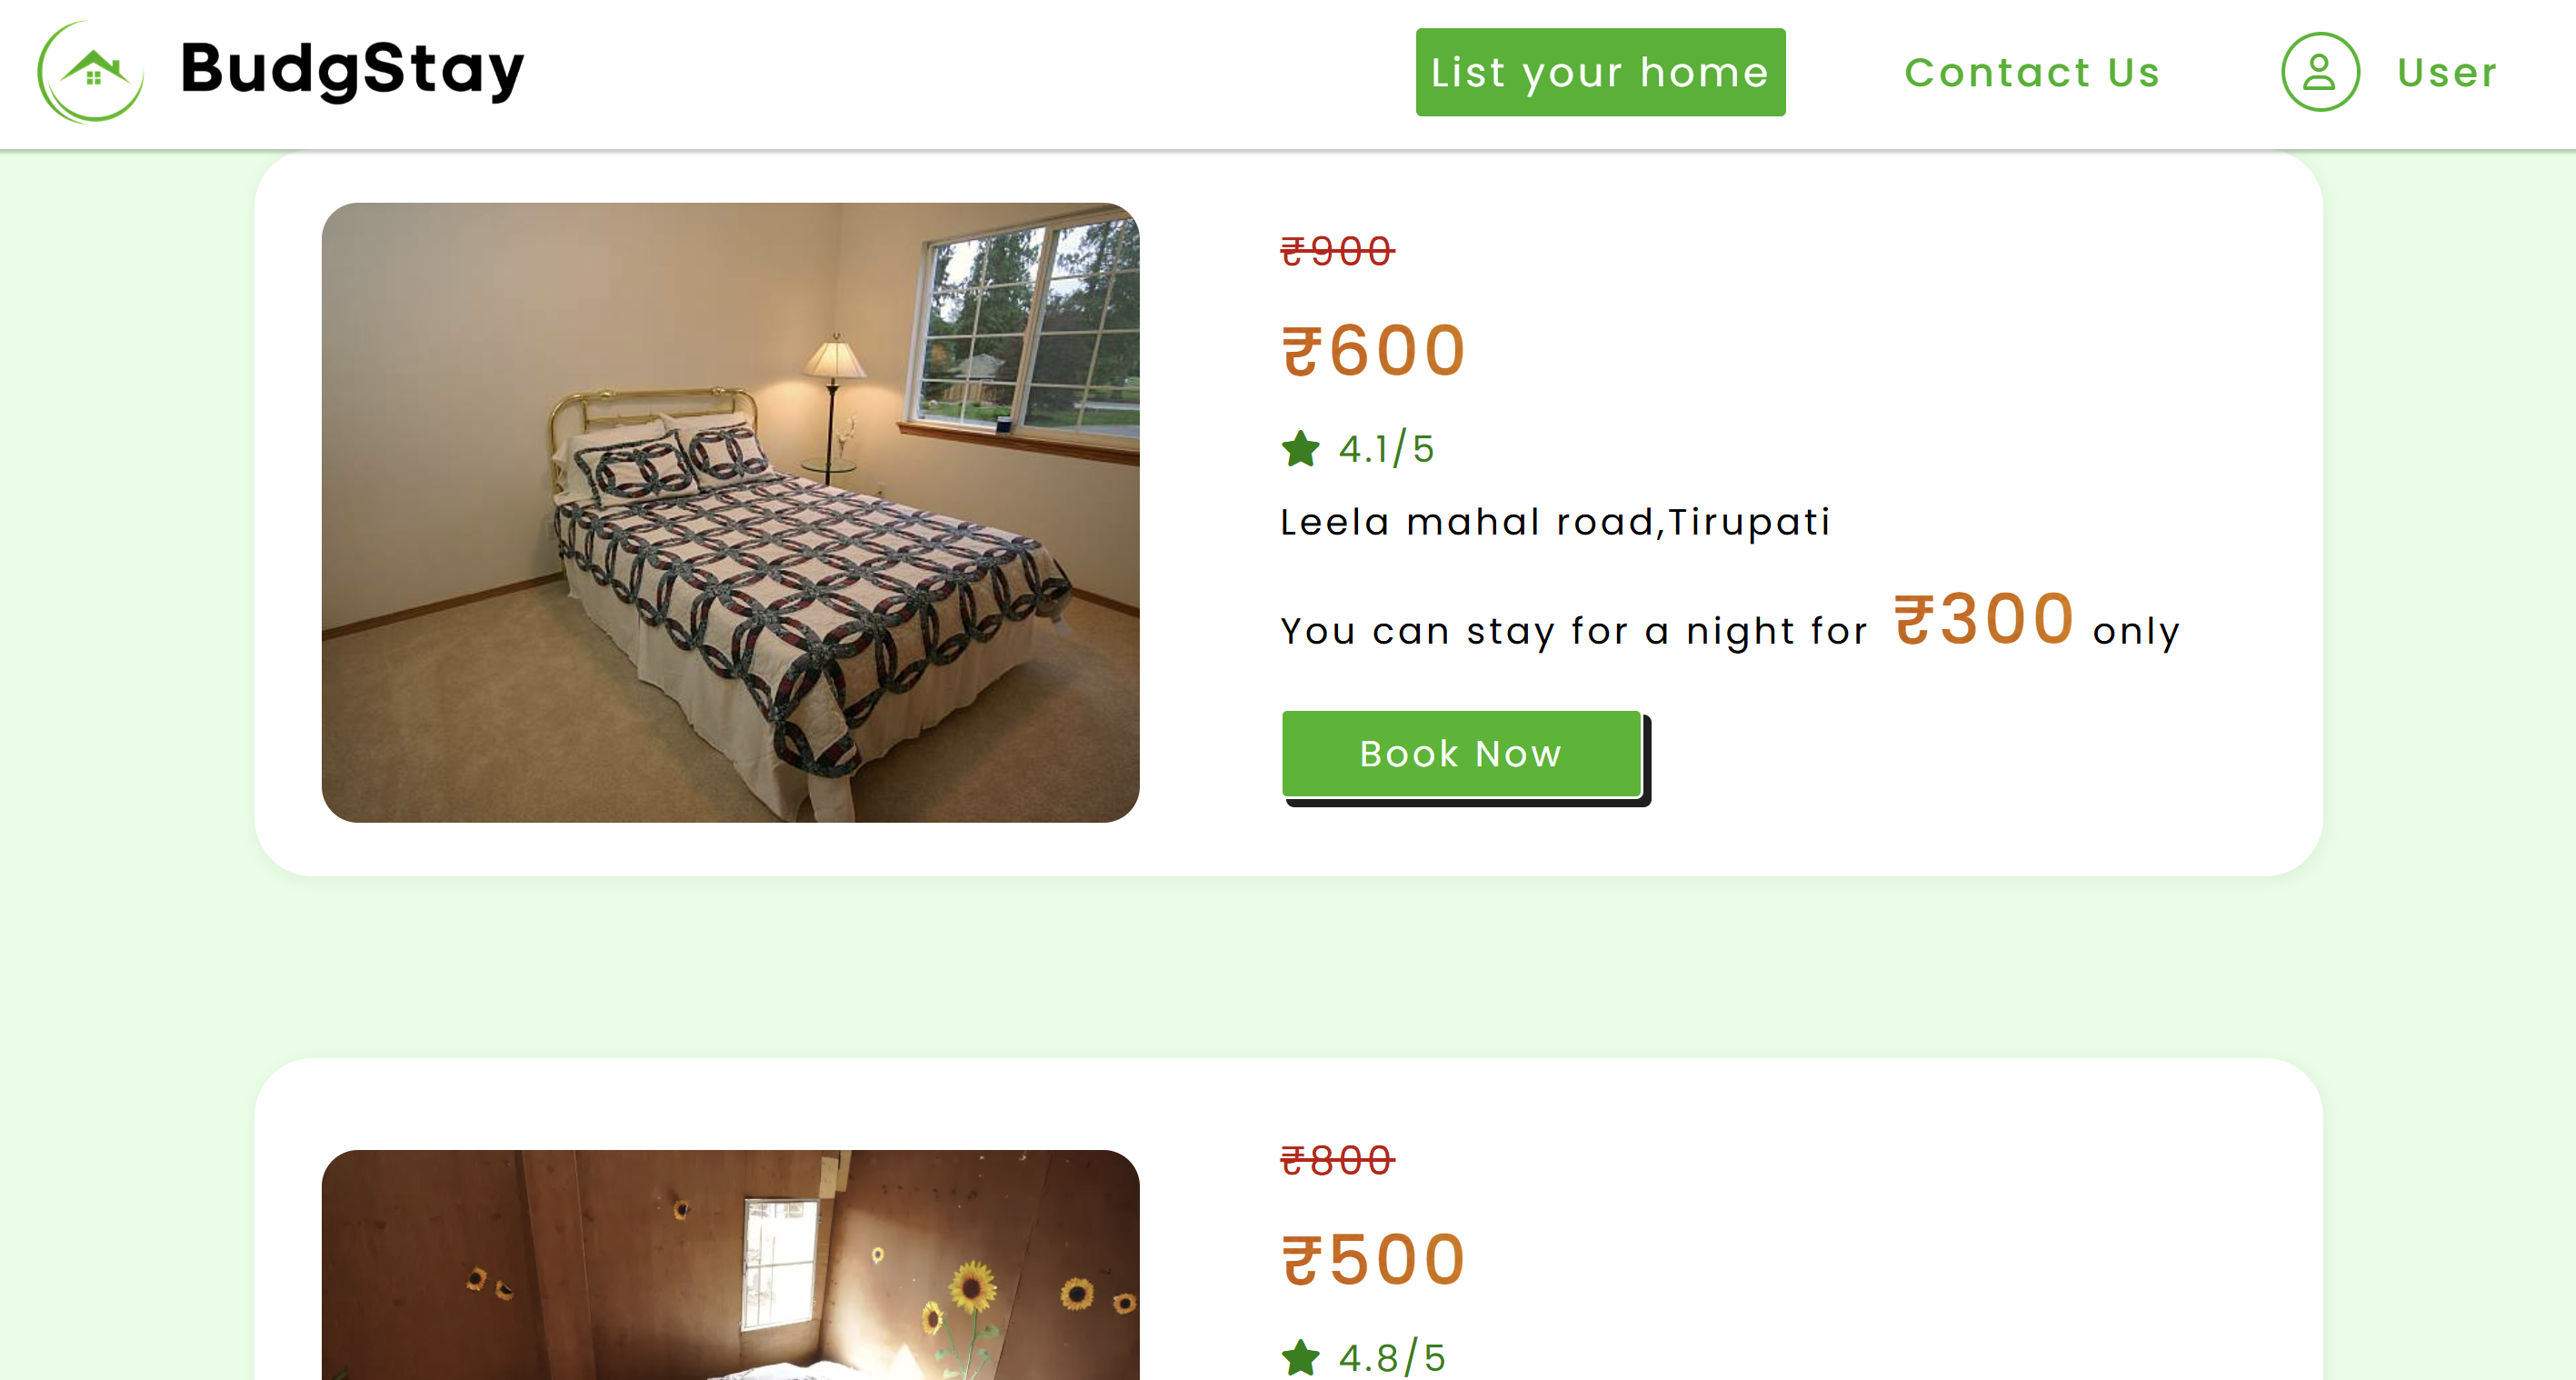 BudgStay
List your home
Contact Us
User
₹900
₹600
4.1/5
Leela mahal road,Tirupati
You can stay for a night for ₹300 only
Book Now
₹800
₹500
4.8/5